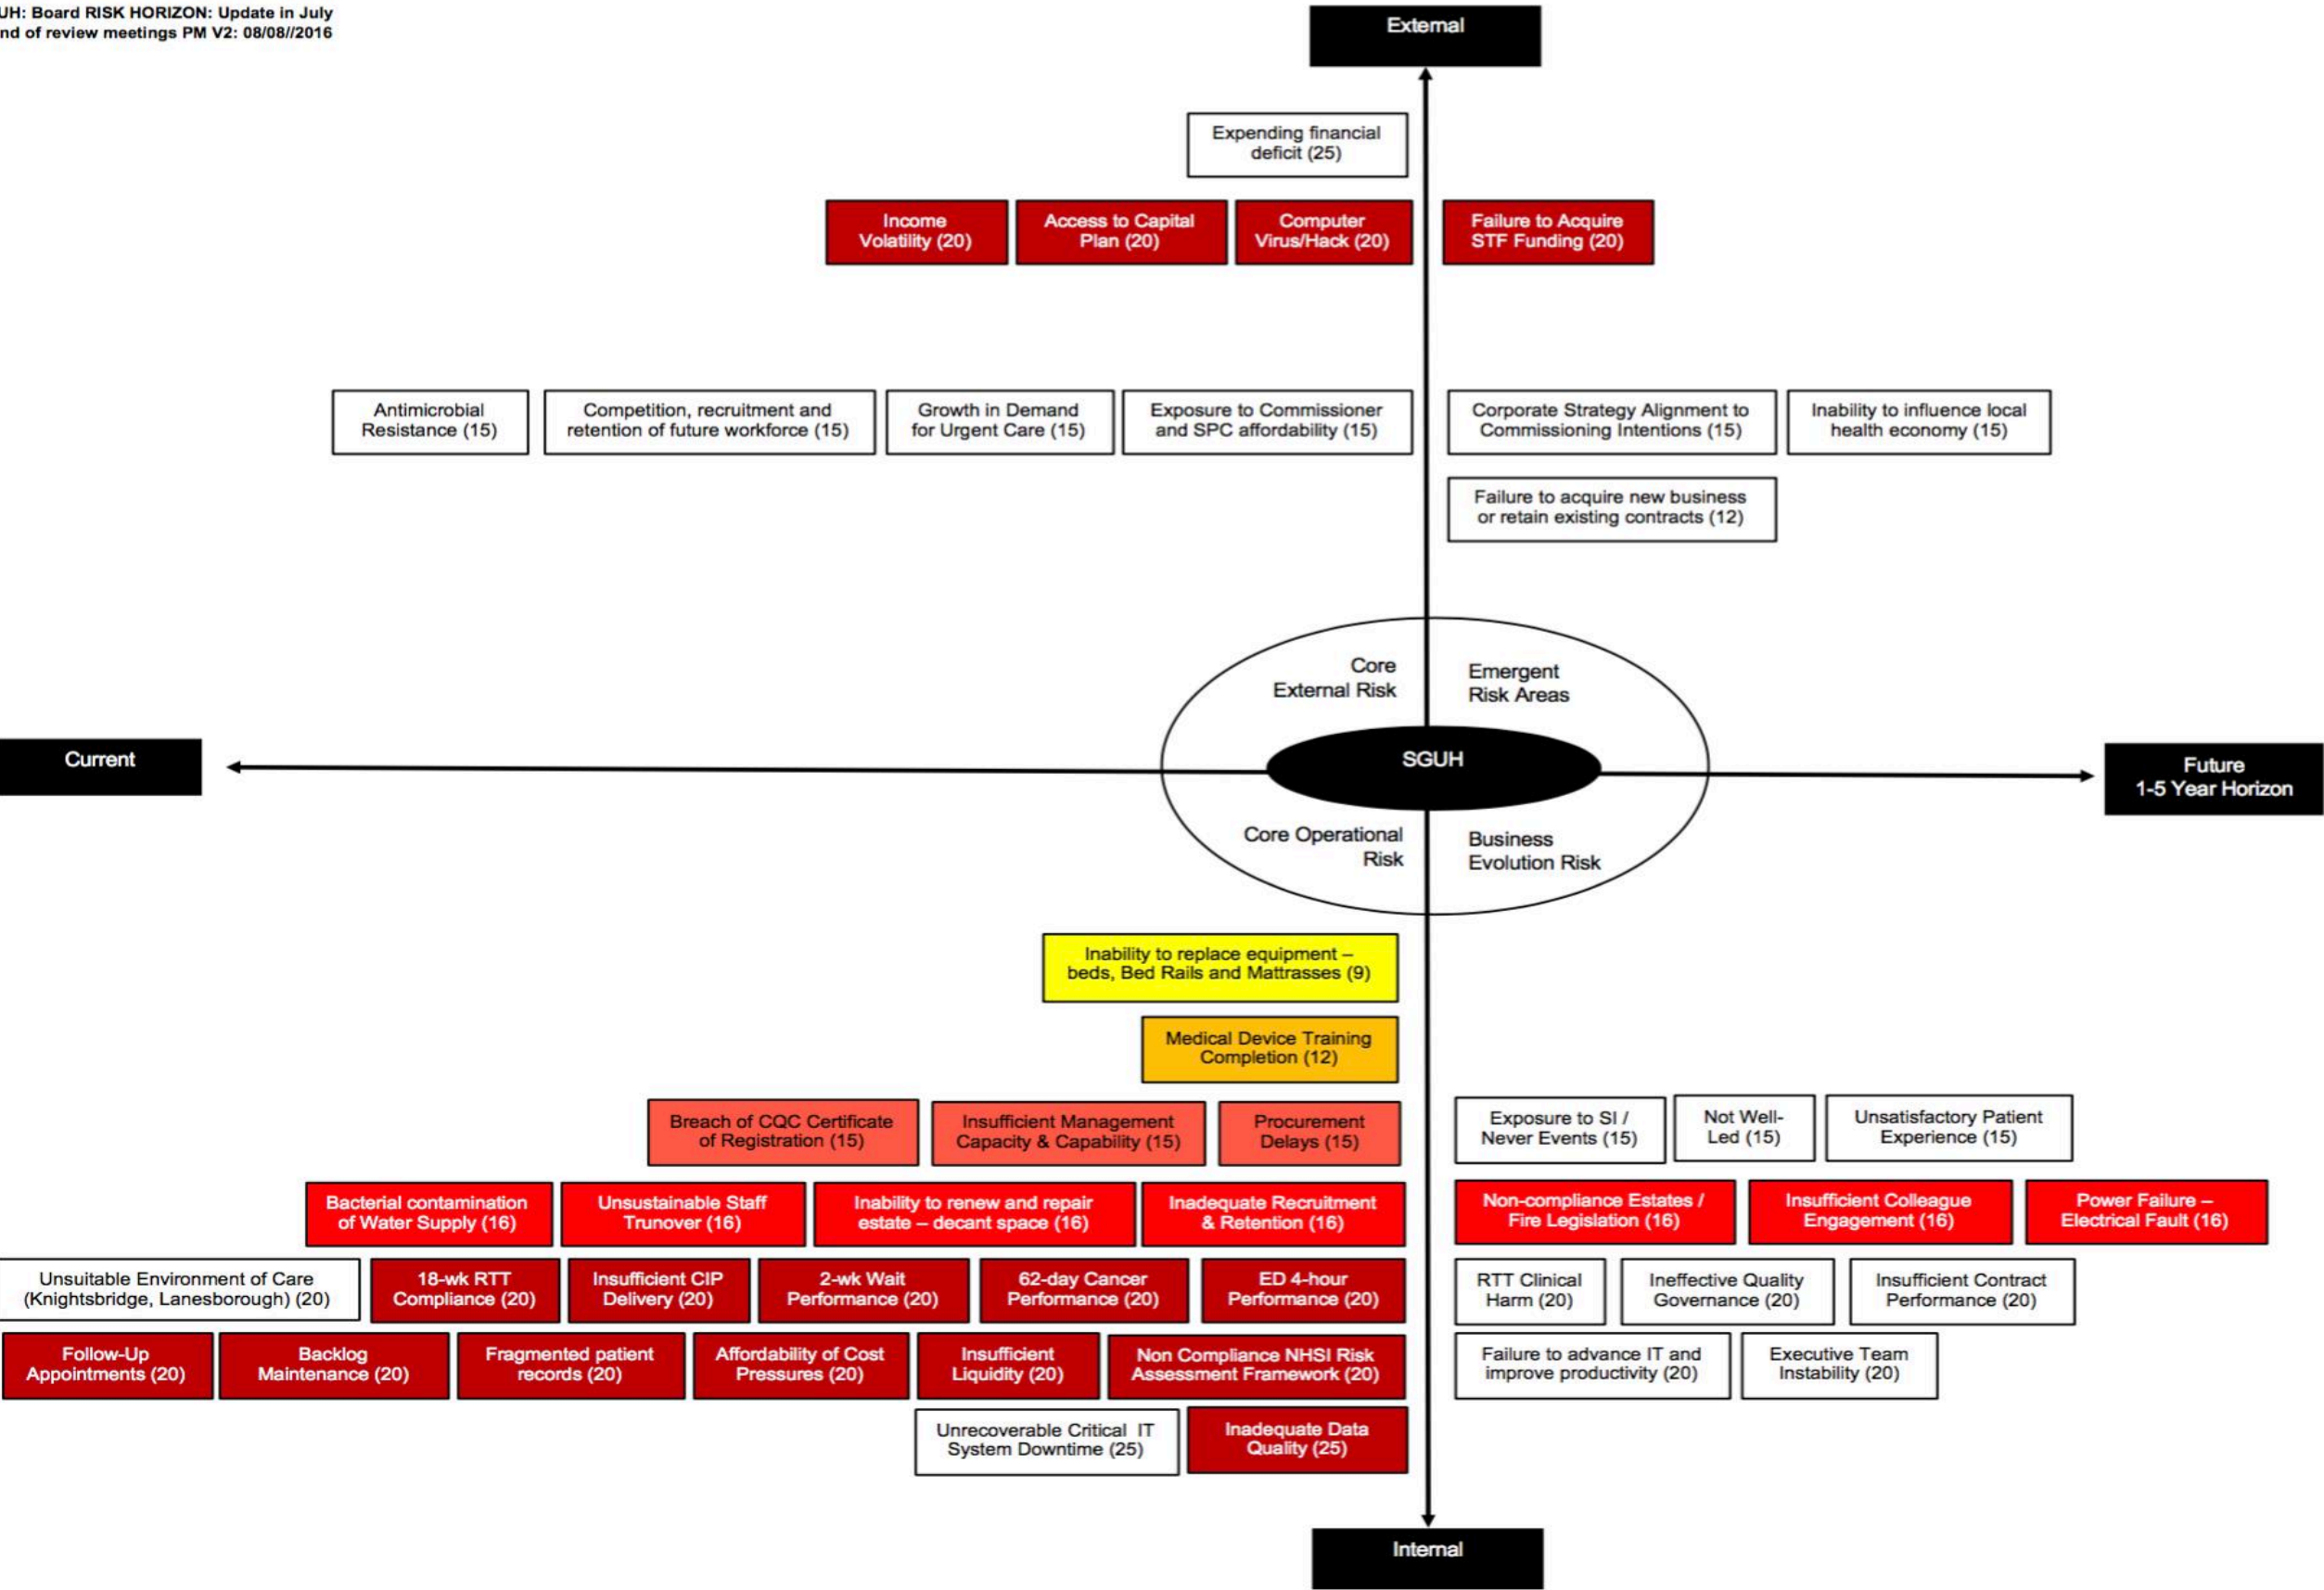 UH: Board RISK HORIZON: Update in July
nd of review meetings PM V2: 08/08//2016
External
Expending financial
deficit (25)
Income
Volatility (20)
Access to Capital
Plan (20)
Computer
Virus/Hack (20)
Failure to Acquire
STF Funding (20)
Antimicrobial
Resistance (15)
Competition, recruitment and
retention of future workforce (15)
Growth in Demand
for Urgent Care (15)
Exposure to Commissioner
and SPC affordability (15)
Corporate Strategy Alignment to
Commissioning Intentions (15)
Inability to influence local
health economy (15)
Failure to acquire new business
or retain existing contracts (12)
Core
External Risk
Emergent
Risk Areas
Current
SGUH
Future
1-5 Year Horizon
Core Operational
Risk
Business
Evolution Risk
Inability to replace equipment –
beds, Bed Rails and Mattrasses (9)
Medical Device Training
Completion (12)
Breach of CQC Certificate
of Registration (15)
Insufficient Management
Capacity & Capability (15)
Procurement
Delays (15)
Exposure to SI /
Never Events (15)
Not Well-
Led (15)
Unsatisfactory Patient
Experience (15)
Bacterial contamination
of Water Supply (16)
Unsustainable Staff
Trunover (16)
Inability to renew and repair
estate – decant space (16)
Inadequate Recruitment
& Retention (16)
Non-compliance Estates /
Fire Legislation (16)
Insufficient Colleague
Engagement (16)
Power Failure –
Electrical Fault (16)
Unsuitable Environment of Care
(Knightsbridge, Lanesborough) (20)
18-wk RTT
Compliance (20)
Insufficient CIP
Delivery (20)
2-wk Wait
Performance (20)
62-day Cancer
Performance (20)
ED 4-hour
Performance (20)
RTT Clinical
Harm (20)
Ineffective Quality
Governance (20)
Insufficient Contract
Performance (20)
Follow-Up
Appointments (20)
Backlog
Maintenance (20)
Fragmented patient
records (20)
Affordability of Cost
Pressures (20)
Insufficient
Liquidity (20)
Non Compliance NHSI Risk
Assessment Framework (20)
Failure to advance IT and
improve productivity (20)
Executive Team
Instability (20)
Unrecoverable Critical IT
System Downtime (25)
Inadequate Data
Quality (25)
Internal